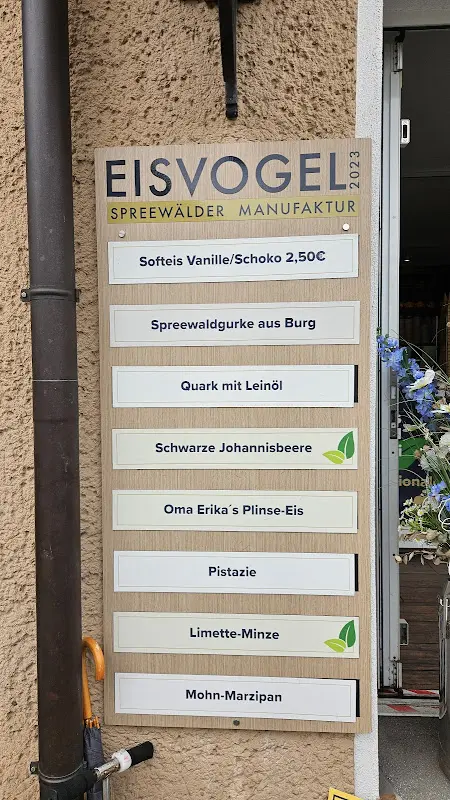 EISVOGEL 2023
SPREEWÄLDER MANUFAKTUR
Softeis Vanille/Schoko 2,50€
Spreewaldgurke aus Burg
Quark mit Leinöl
Schwarze Johannisbeere
Oma Erika´s Plinse-Eis
Pistazie
Limette-Minze
Mohn-Marzipan